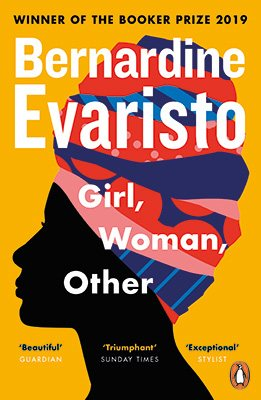 WINNER OF THE BOOKER PRIZE 2019
Bernardine
Evaristo
Girl,
Woman,
Other
‘Beautiful’ ‘Triumphant’ ‘Exceptional’
GUARDIAN SUNDAY TIMES STYLIST